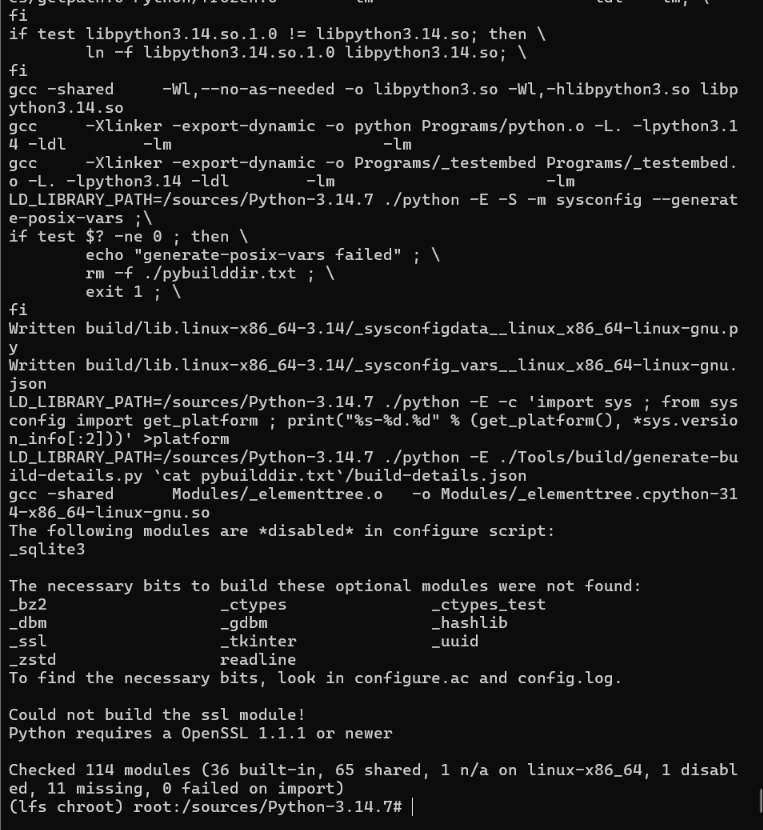 fi
if test libpython3.14.so.1.0 != libpython3.14.so; then \
        ln -f libpython3.14.so.1.0 libpython3.14.so; \
fi
gcc -shared     -Wl,--no-as-needed -o libpython3.so -Wl,-hlibpython3.so libp
ython3.14.so
gcc     -Xlinker -export-dynamic -o python Programs/python.o -L. -lpython3.1
4 -ldl        -lm                      -lm
gcc     -Xlinker -export-dynamic -o Programs/_testembed Programs/_testembed.
o -L. -lpython3.14 -ldl        -lm                      -lm
LD_LIBRARY_PATH=/sources/Python-3.14.7 ./python -E -S -m sysconfig --generat
e-posix-vars ;\
if test $? -ne 0 ; then \
        echo "generate-posix-vars failed" ; \
        rm -f ./pybuilddir.txt ; \
        exit 1 ; \
fi
Written build/lib.linux-x86_64-3.14/_sysconfigdata__linux_x86_64-linux-gnu.p
y
Written build/lib.linux-x86_64-3.14/_sysconfig_vars__linux_x86_64-linux-gnu.
json
LD_LIBRARY_PATH=/sources/Python-3.14.7 ./python -E -c 'import sys ; from sys
config import get_platform ; print("%s-%d.%d" % (get_platform(), *sys.versio
n_info[:2]))' >platform
LD_LIBRARY_PATH=/sources/Python-3.14.7 ./python -E ./Tools/build/generate-bu
ild-details.py `cat pybuilddir.txt`/build-details.json
gcc -shared      Modules/_elementtree.o   -o Modules/_elementtree.cpython-31
4-x86_64-linux-gnu.so
The following modules are *disabled* in configure script:
_sqlite3

The necessary bits to build these optional modules were not found:
_bz2                  _ctypes               _ctypes_test
_dbm                  _gdbm                 _hashlib
_ssl                  _tkinter              _uuid
_zstd                 readline
To find the necessary bits, look in configure.ac and config.log.

Could not build the ssl module!
Python requires a OpenSSL 1.1.1 or newer

Checked 114 modules (36 built-in, 65 shared, 1 n/a on linux-x86_64, 1 disabl
ed, 11 missing, 0 failed on import)
(lfs chroot) root:/sources/Python-3.14.7#